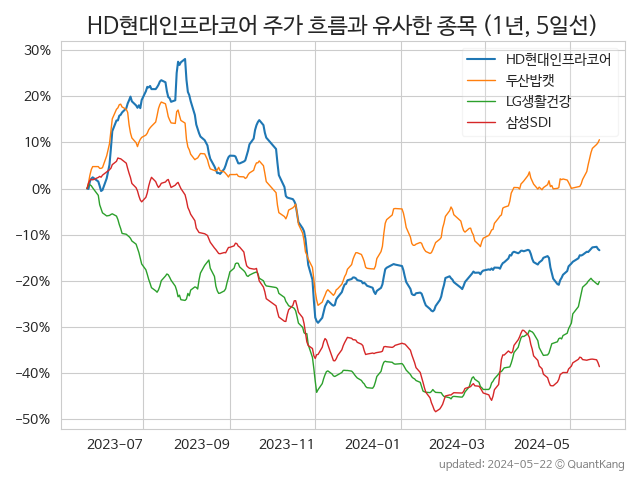 HD현대인프라코어 주가 흐름과 유사한 종목 (1년, 5일선)
HD현대인프라코어
두산밥캣
LG생활건강
삼성SDI
30%
20%
10%
0%
−10%
−20%
−30%
−40%
−50%
2023-07
2023-09
2023-11
2024-01
2024-03
2024-05
updated: 2024-05-22 © QuantKang